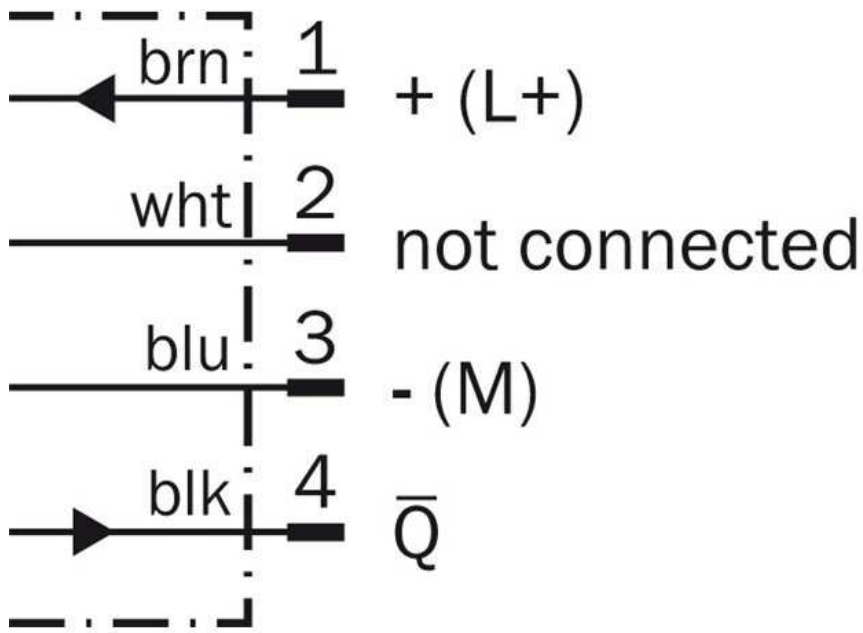 brn 1 + (L+)
wht 2 not connected
blu 3 - (M)
blk 4 Q̅